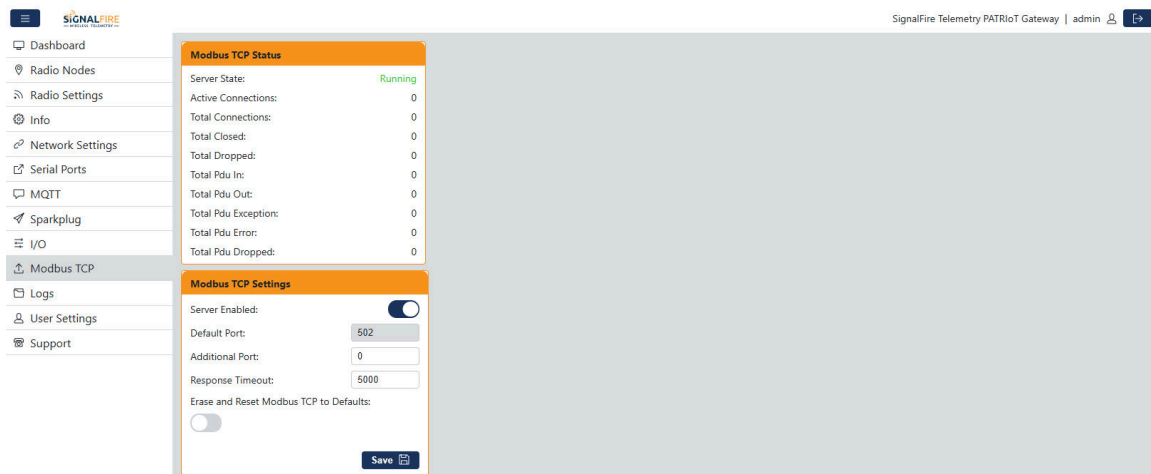 SIGNALFIRE
WIRELESS TELEMETRY
SignalFire Telemetry PATRIoT Gateway | admin
Dashboard
Radio Nodes
Radio Settings
Info
Network Settings
Serial Ports
MQTT
Sparkplug
I/O
Modbus TCP
Logs
User Settings
Support
Modbus TCP Status
Server State: Running
Active Connections: 0
Total Connections: 0
Total Closed: 0
Total Dropped: 0
Total Pdu In: 0
Total Pdu Out: 0
Total Pdu Exception: 0
Total Pdu Error: 0
Total Pdu Dropped: 0
Modbus TCP Settings
Server Enabled:
Default Port: 502
Additional Port: 0
Response Timeout: 5000
Erase and Reset Modbus TCP to Defaults:
Save